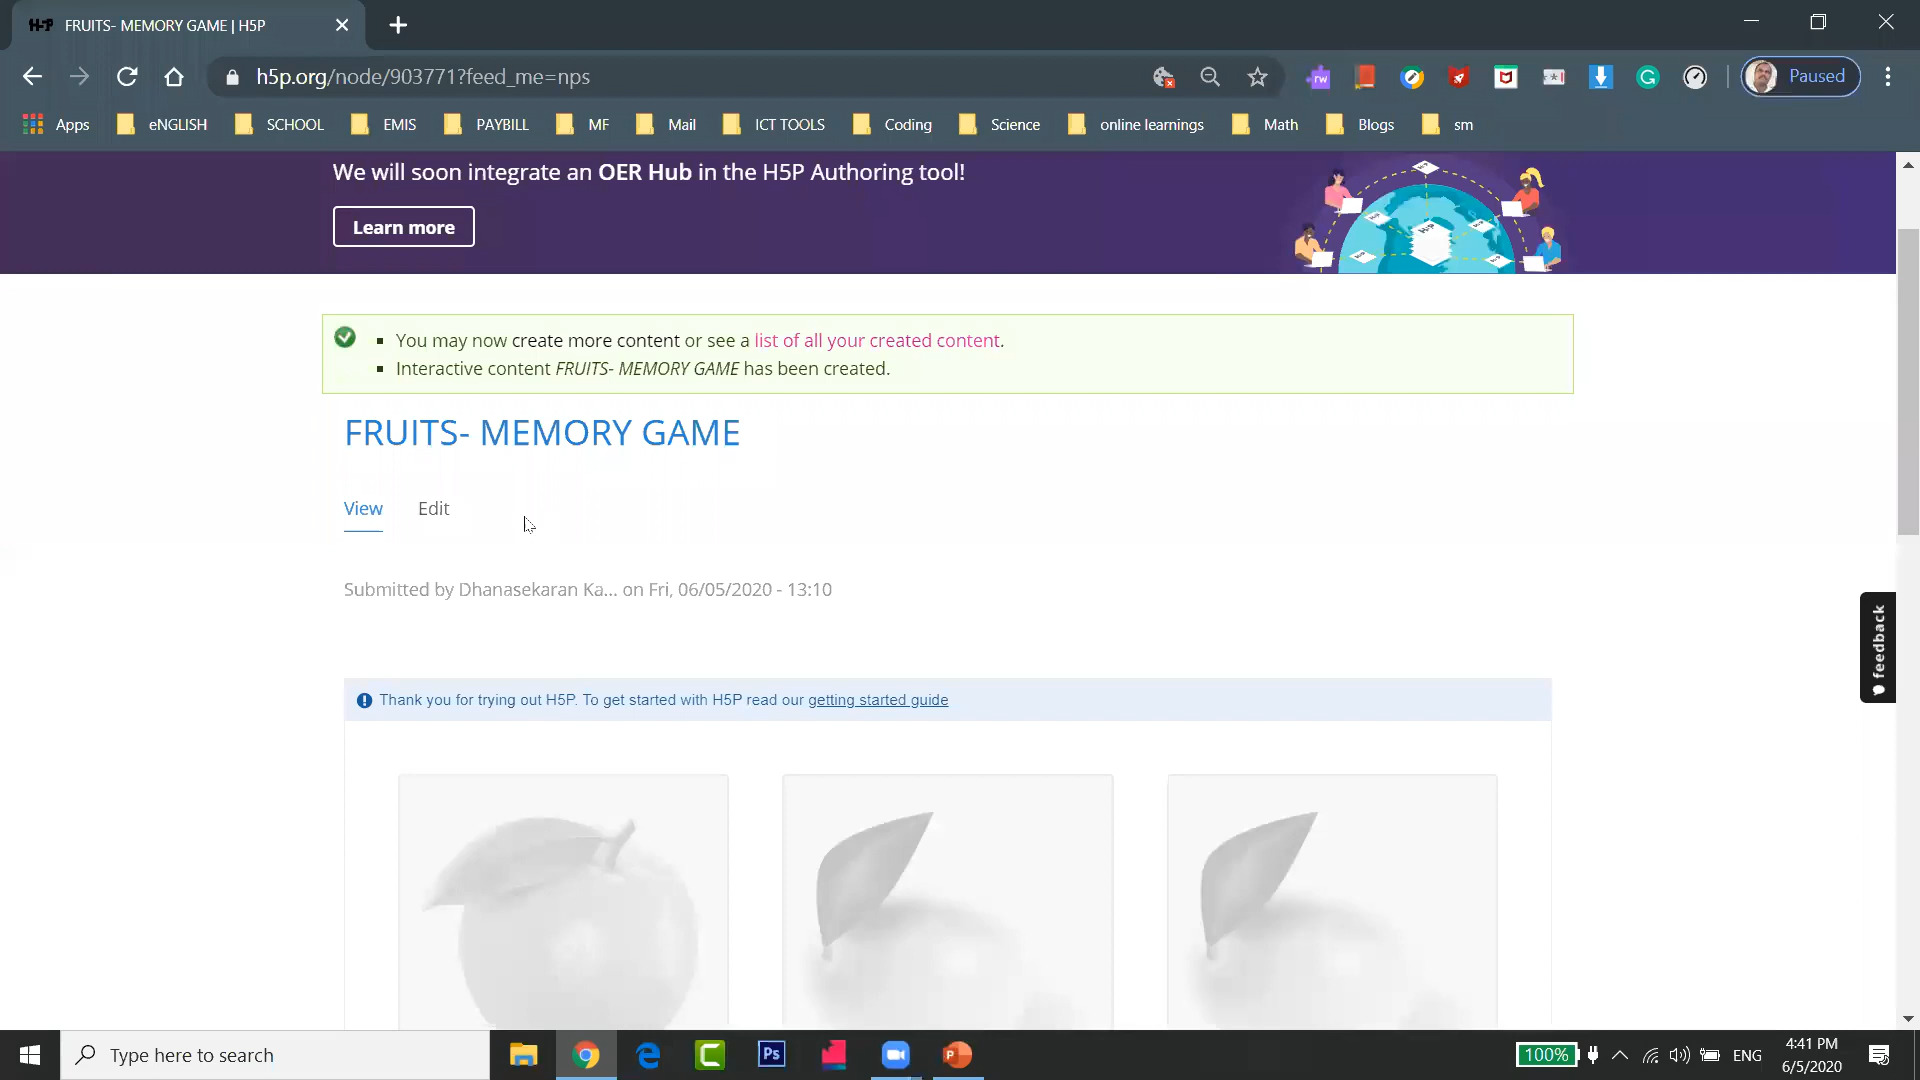 FRUITS- MEMORY GAME | H5P
h5p.org/node/903771?feed_me=nps
Paused
Apps eNGLISH SCHOOL EMIS PAYBILL MF Mail ICT TOOLS Coding Science online learnings Math Blogs sm
We will soon integrate an OER Hub in the H5P Authoring tool!
Learn more
You may now create more content or see a list of all your created content.
Interactive content FRUITS- MEMORY GAME has been created.
FRUITS- MEMORY GAME
View Edit
Submitted by Dhanasekaran Ka... on Fri, 06/05/2020 - 13:10
feedback
Thank you for trying out H5P. To get started with H5P read our getting started guide
Type here to search
Ps
100%
ENG
4:41 PM
6/5/2020